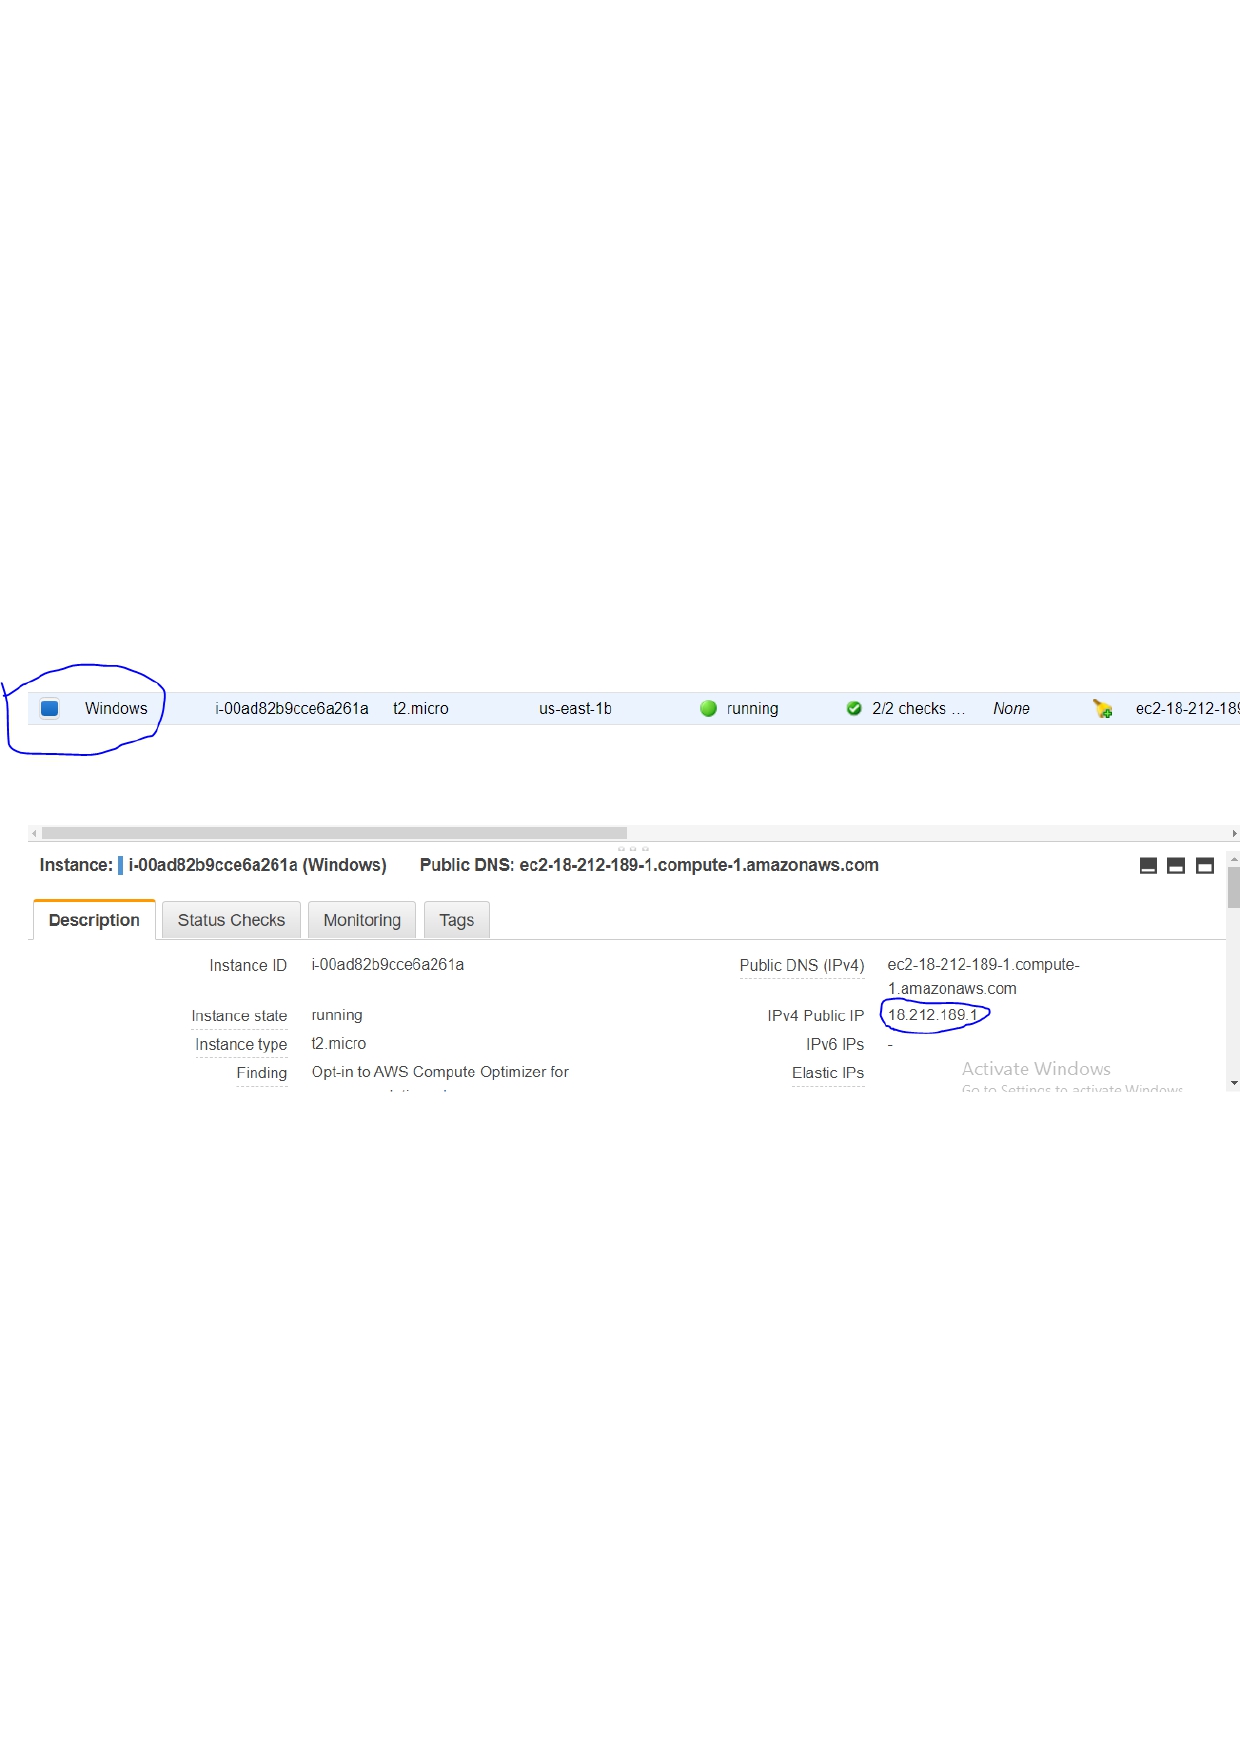 Windows i-00ad82b9cce6a261a t2.micro us-east-1b running 2/2 checks ... None ec2-18-212-189
Instance: i-00ad82b9cce6a261a (Windows) Public DNS: ec2-18-212-189-1.compute-1.amazonaws.com
Description Status Checks Monitoring Tags
Instance ID i-00ad82b9cce6a261a Public DNS (IPv4) ec2-18-212-189-1.compute-
1.amazonaws.com
Instance state running IPv4 Public IP 18.212.189.1
Instance type t2.micro IPv6 IPs -
Finding Opt-in to AWS Compute Optimizer for Elastic IPs
Activate Windows
Go to Settings to activate Windows